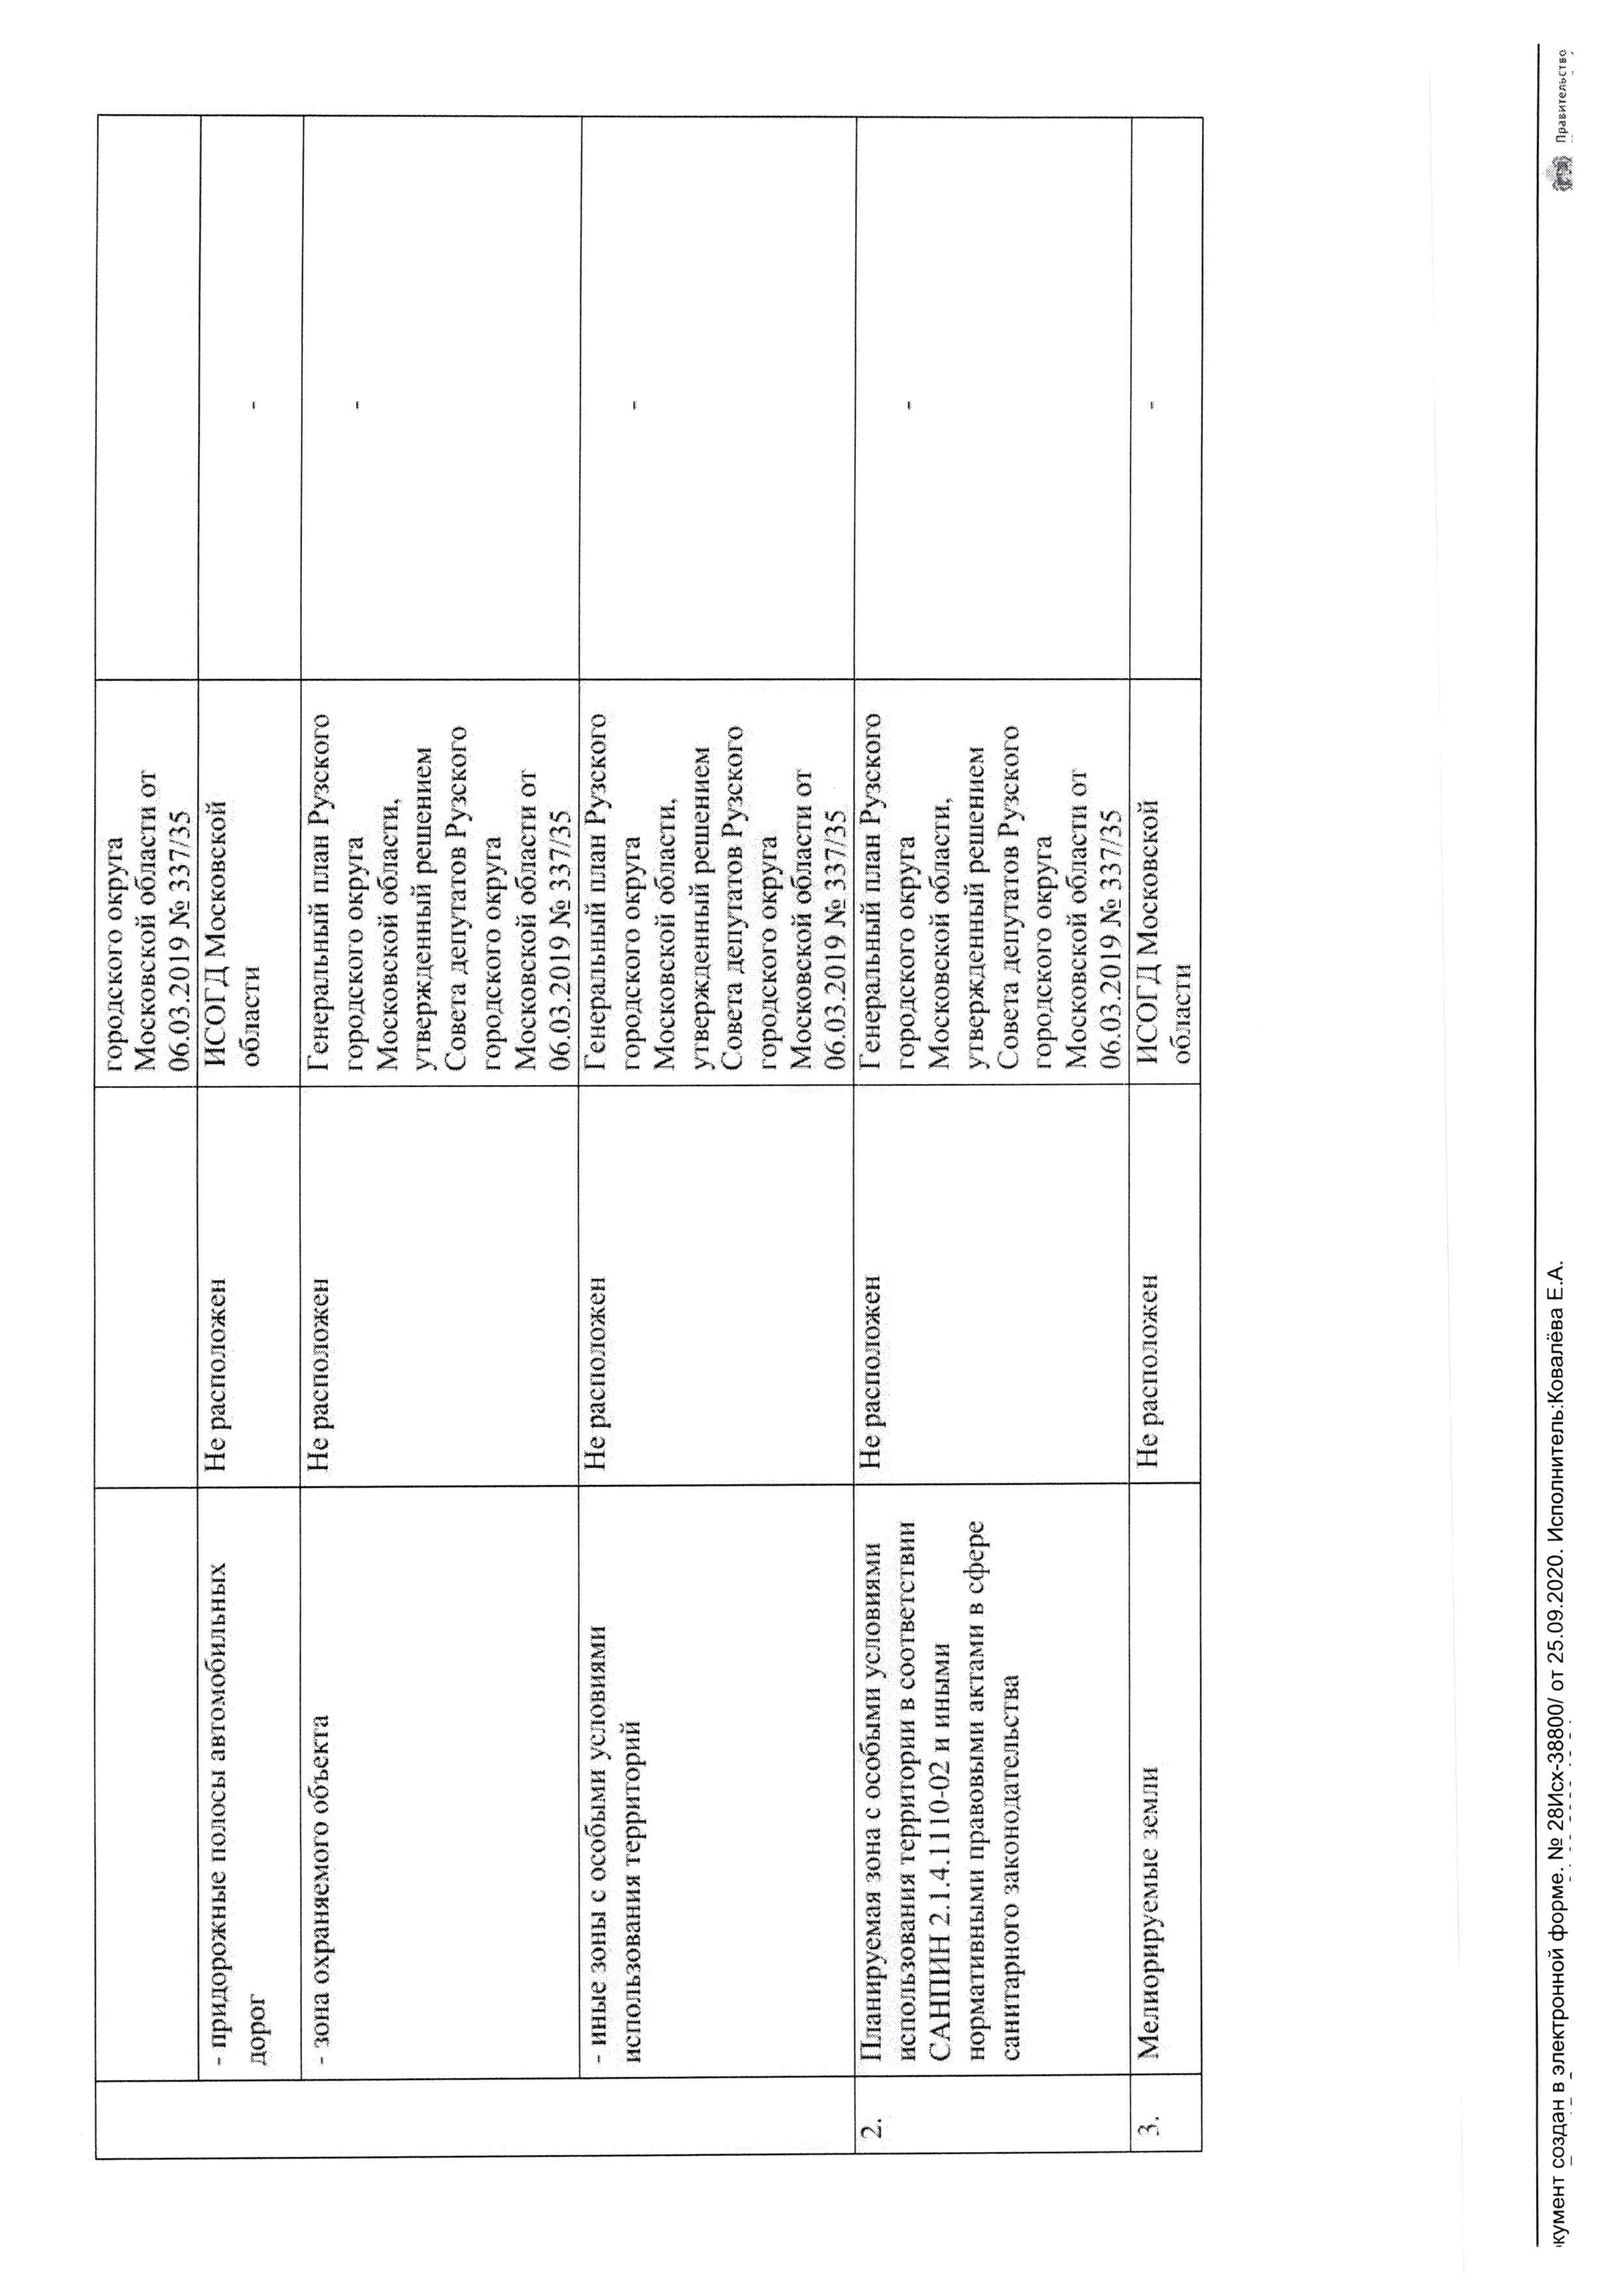 городского округа
Московской области от
06.03.2019 № 337/35
- придорожные полосы автомобильных
дорог
Не расположен
ИСОГД Московской
области
-
- зона охраняемого объекта
Не расположен
Генеральный план Рузского
городского округа
Московской области,
утвержденный решением
Совета депутатов Рузского
городского округа
Московской области от
06.03.2019 № 337/35
-
- иные зоны с особыми условиями
использования территорий
Не расположен
Генеральный план Рузского
городского округа
Московской области,
утвержденный решением
Совета депутатов Рузского
городского округа
Московской области от
06.03.2019 № 337/35
-
2.
Планируемая зона с особыми условиями
использования территории в соответствии
САНПИН 2.1.4.1110-02 и иными
нормативными правовыми актами в сфере
санитарного законодательства
Не расположен
Генеральный план Рузского
городского округа
Московской области,
утвержденный решением
Совета депутатов Рузского
городского округа
Московской области от
06.03.2019 № 337/35
-
3.
Мелиорируемые земли
Не расположен
ИСОГД Московской
области
-
кумент создан в электронной форме. № 28Исх-38800/ от 25.09.2020. Исполнитель:Ковалёва Е.А.
Правительство